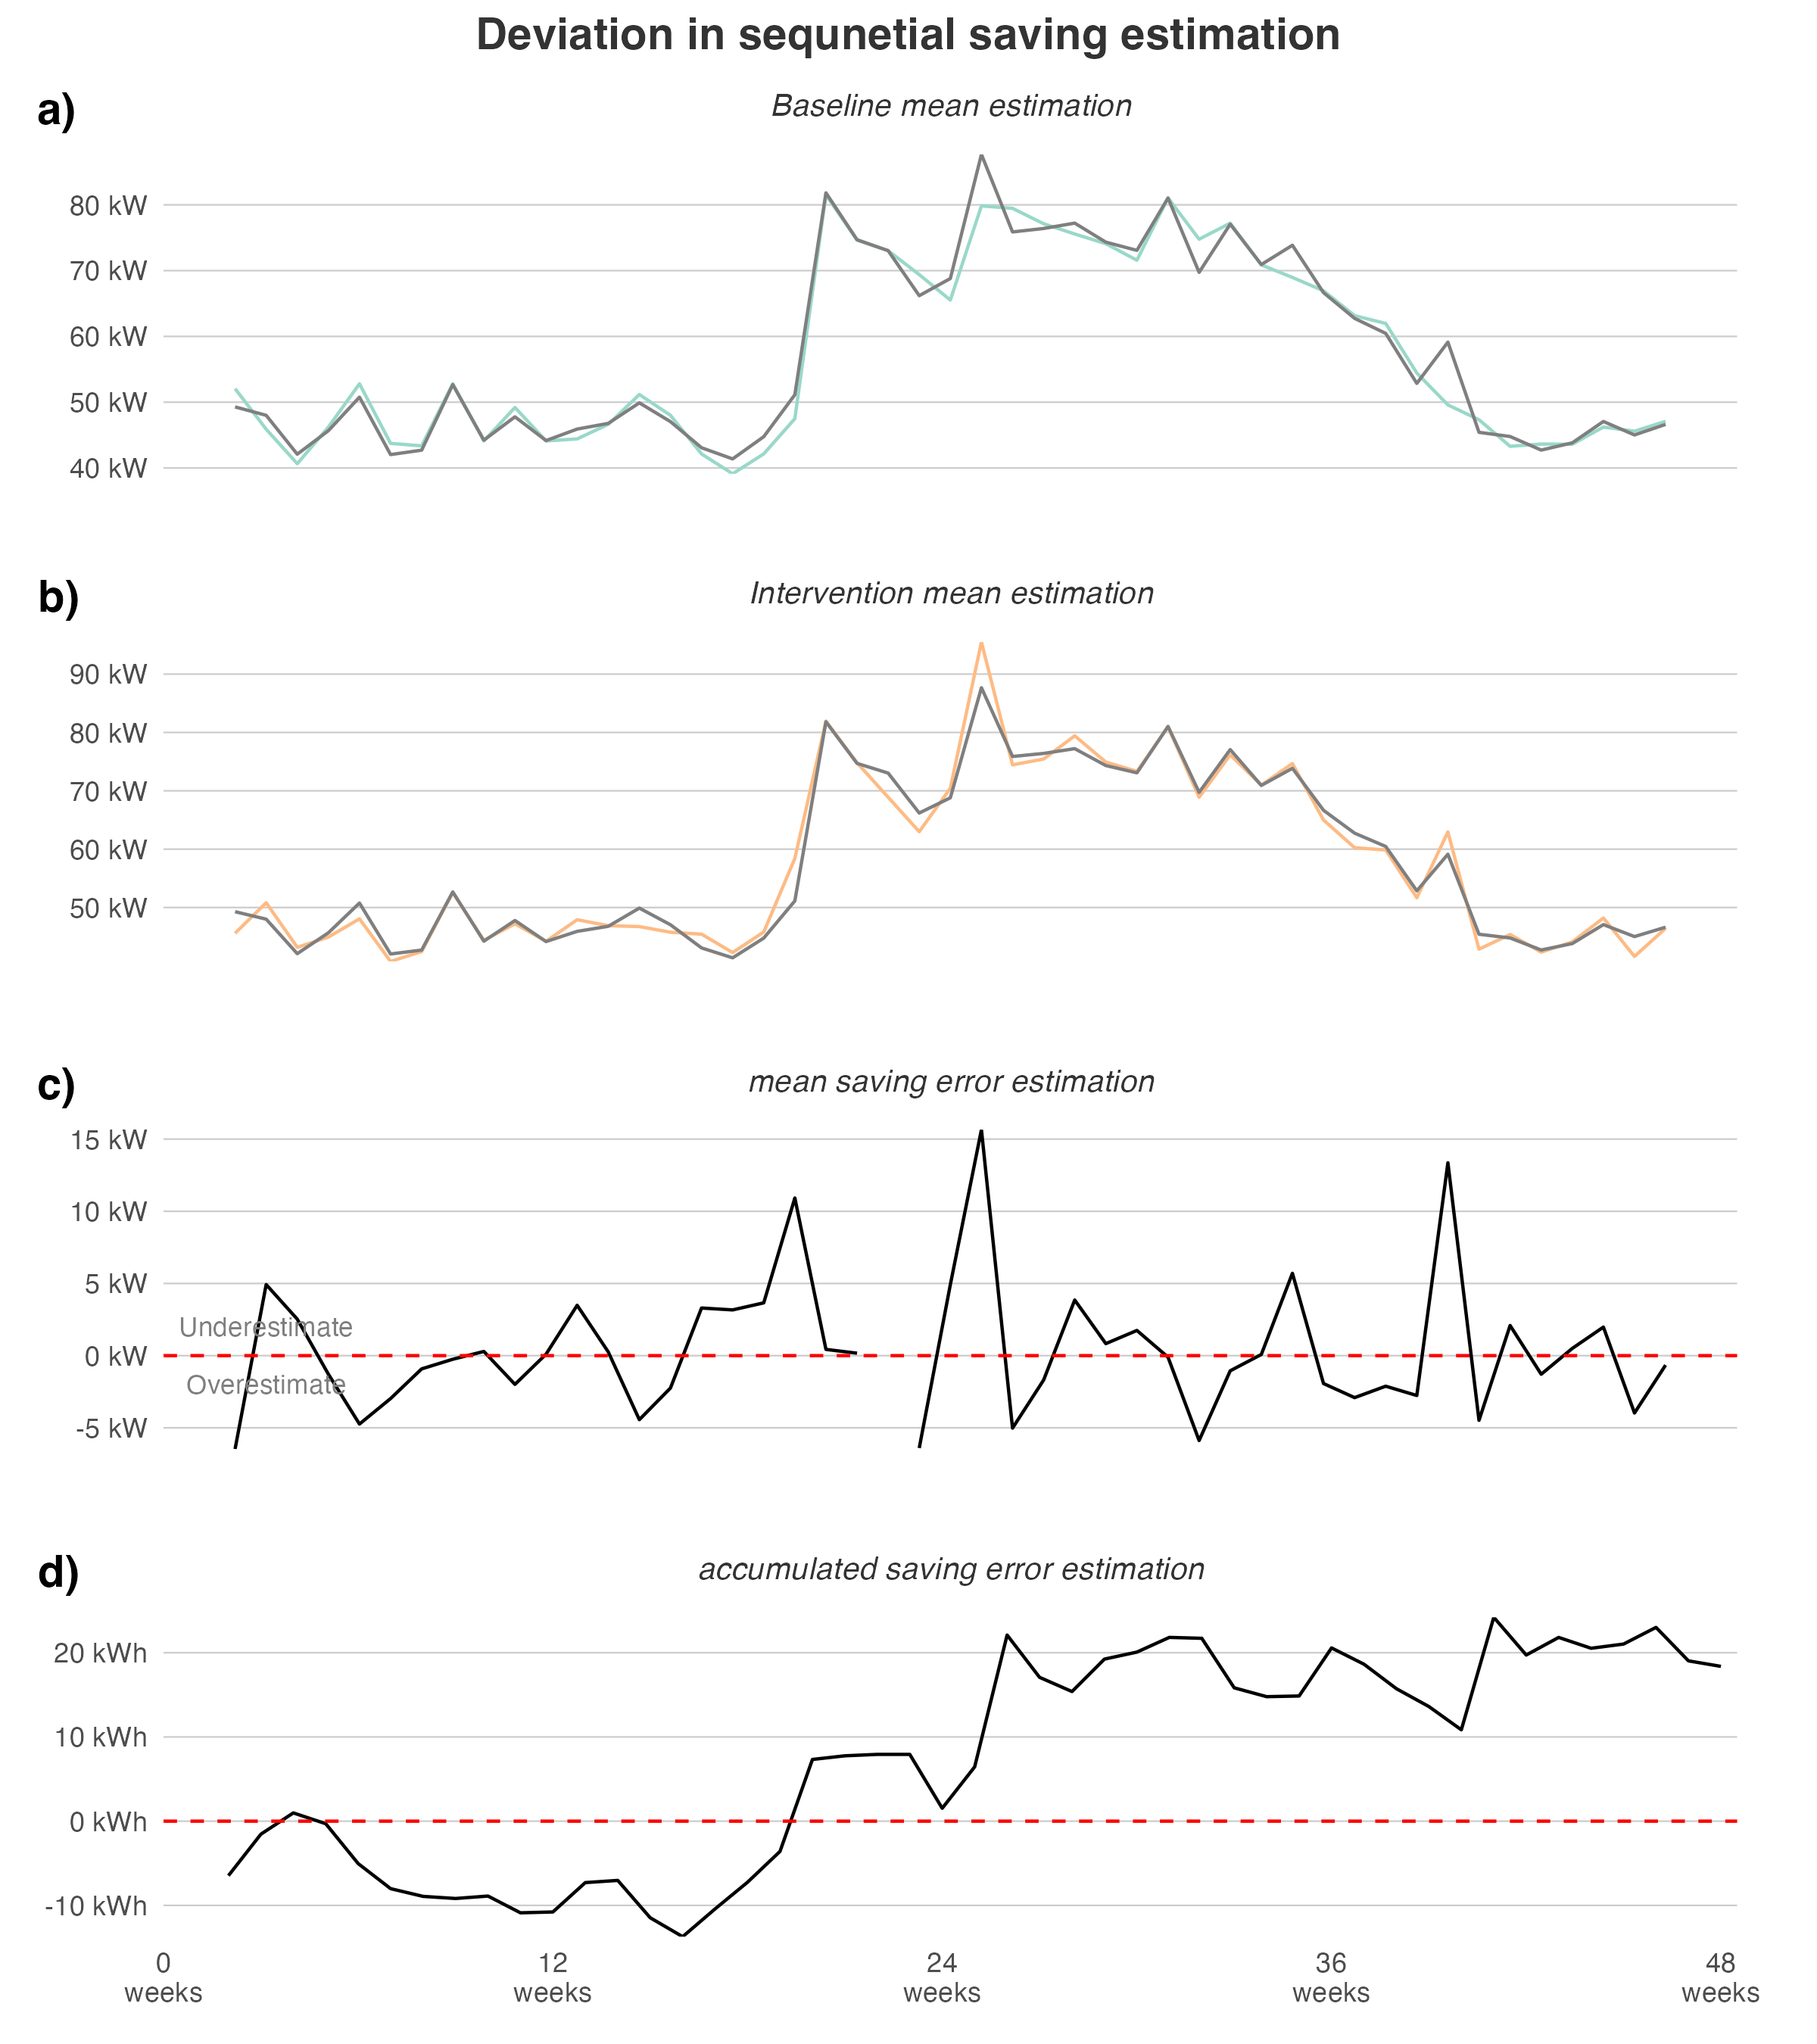 Deviation in sequnetial saving estimation
a)
Baseline mean estimation
80 kW
70 kW
60 kW
50 kW
40 kW
b)
Intervention mean estimation
90 kW
80 kW
70 kW
60 kW
50 kW
c)
mean saving error estimation
15 kW
10 kW
5 kW
Underestimate
0 kW
Overestimate
-5 kW
d)
accumulated saving error estimation
20 kWh
10 kWh
0 kWh
-10 kWh
0 12 24 36 48
weeks weeks weeks weeks weeks